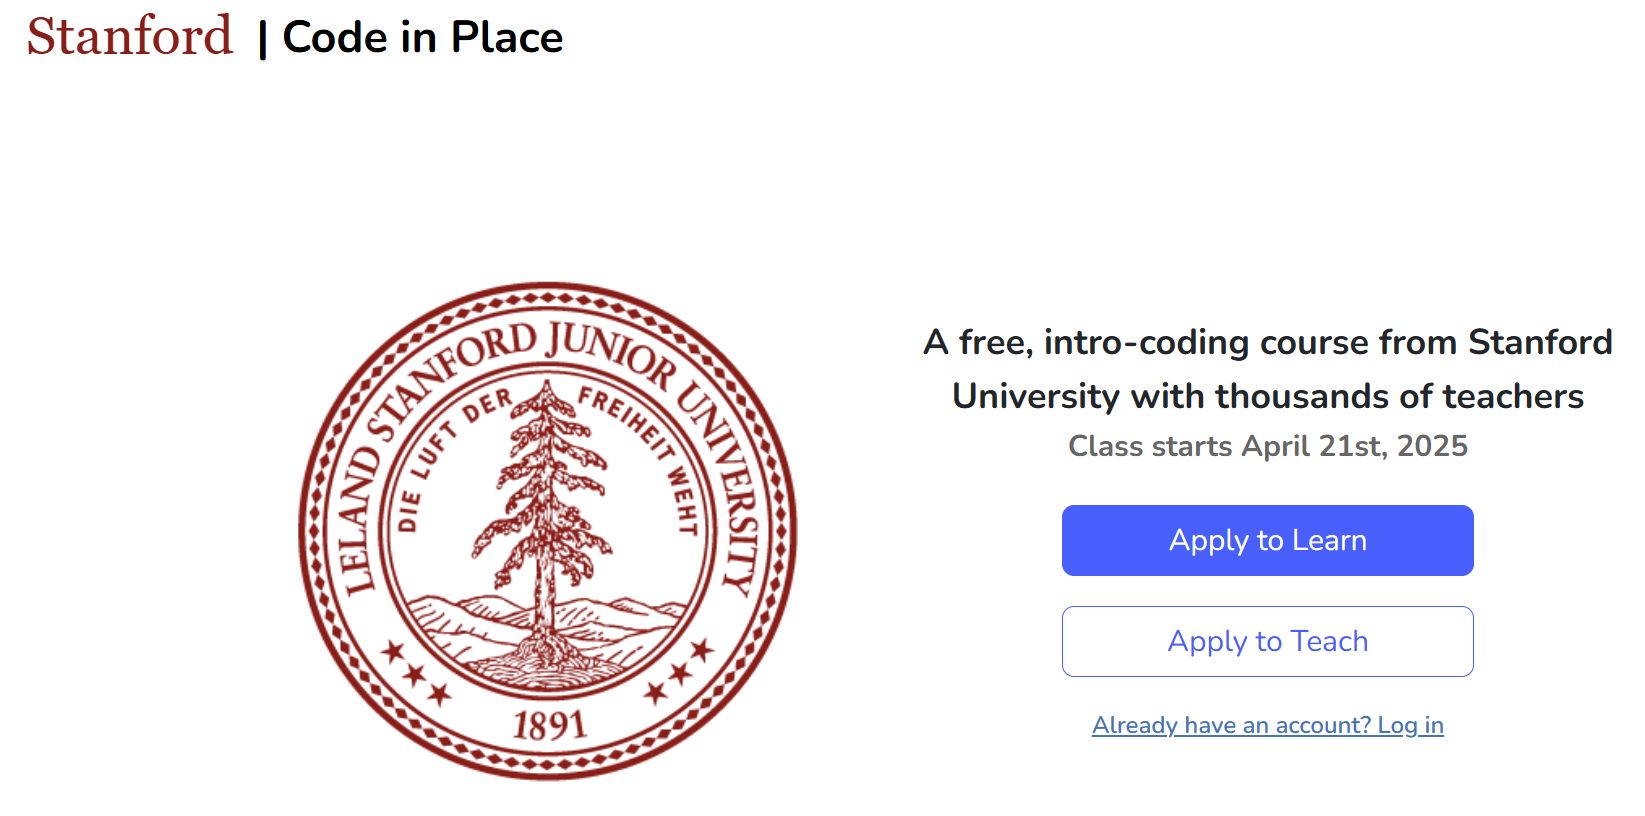 Stanford | Code in Place
LELAND STANFORD JUNIOR UNIVERSITY
DIE LUFT DER FREIHEIT WEHT
1891
A free, intro-coding course from Stanford
University with thousands of teachers
Class starts April 21st, 2025
Apply to Learn
Apply to Teach
Already have an account? Log in